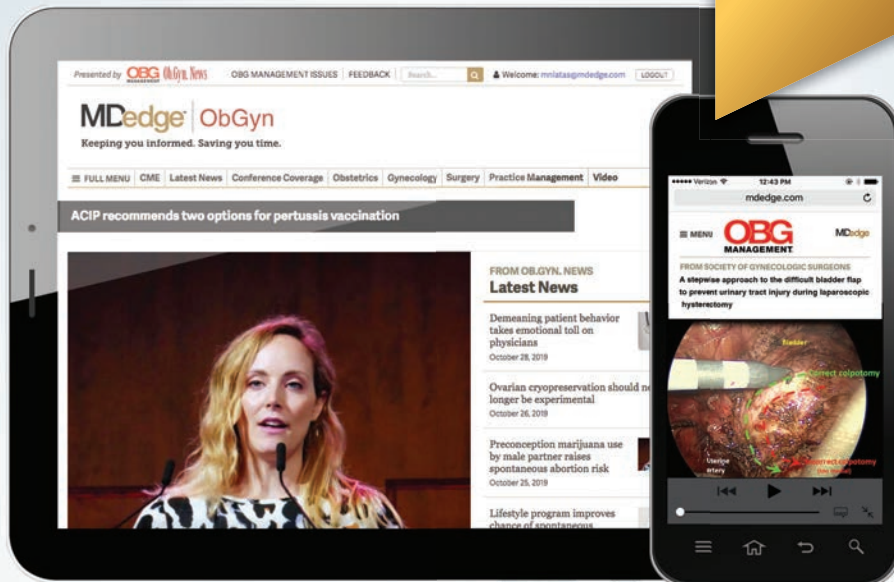 Presented by OBG MANAGEMENT Ob.Gyn. News OBG MANAGEMENT ISSUES FEEDBACK Search... Welcome: mnlatas@mdedge.com LOGOUT
MDedge ObGyn
Keeping you informed. Saving you time.
FULL MENU CME Latest News Conference Coverage Obstetrics Gynecology Surgery Practice Management Video
ACIP recommends two options for pertussis vaccination
FROM OB.GYN. NEWS
Latest News
Demeaning patient behavior
takes emotional toll on
physicians
October 28, 2019
Ovarian cryopreservation should no
longer be experimental
October 26, 2019
Preconception marijuana use
by male partner raises
spontaneous abortion risk
October 25, 2019
Lifestyle program improves
chance of spontaneous
Verizon 12:43 PM
mdedge.com
MENU OBG MANAGEMENT MDedge
FROM SOCIETY OF GYNECOLOGIC SURGEONS
A stepwise approach to the difficult bladder flap
to prevent urinary tract injury during laparoscopic
hysterectomy
Bladder
Correct colpotomy
Uterine
artery
Incorrect colpotomy